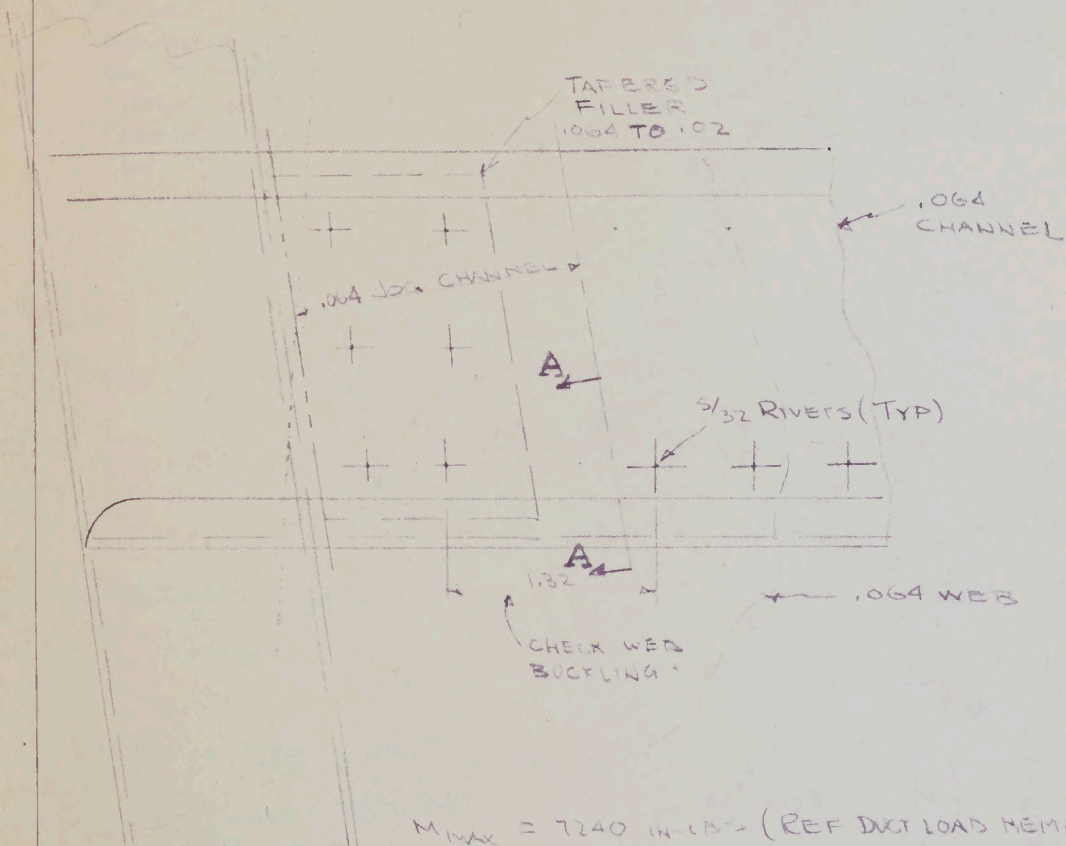 TAPERED
FILLER
.064 TO .02
.064
CHANNEL
.064 JOG. CHANNEL
A
5/32 RIVETS (TYP)
A
1.32
.064 WEB
CHECK WEB
BUCKLING
M MAX = 7240 IN-LBS (REF DUCT LOAD MEM